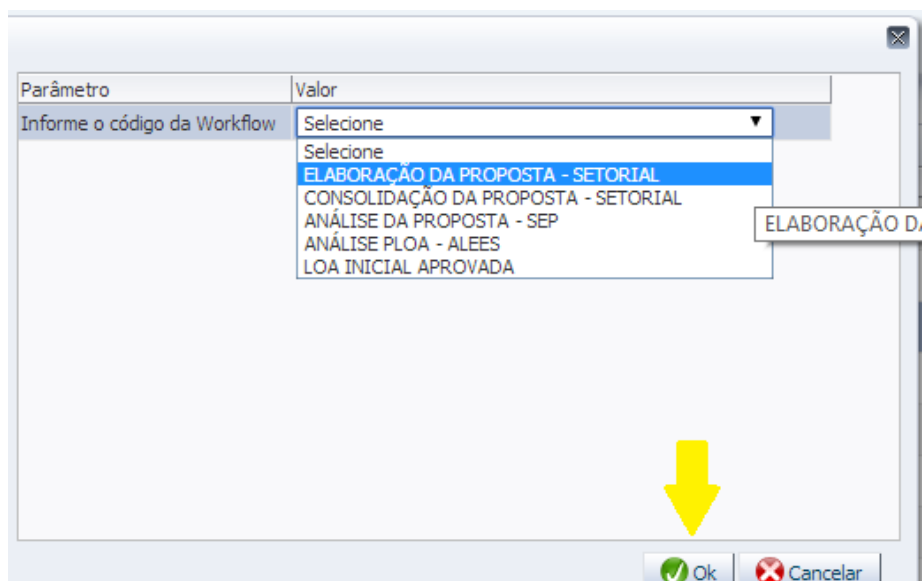 Parâmetro Valor
Informe o código da Workflow Selecione
Selecione
ELABORAÇÃO DA PROPOSTA - SETORIAL
CONSOLIDAÇÃO DA PROPOSTA - SETORIAL
ANÁLISE DA PROPOSTA - SEP
ELABORAÇÃO DA
ANÁLISE PLOA - ALEES
LOA INICIAL APROVADA
Ok Cancelar